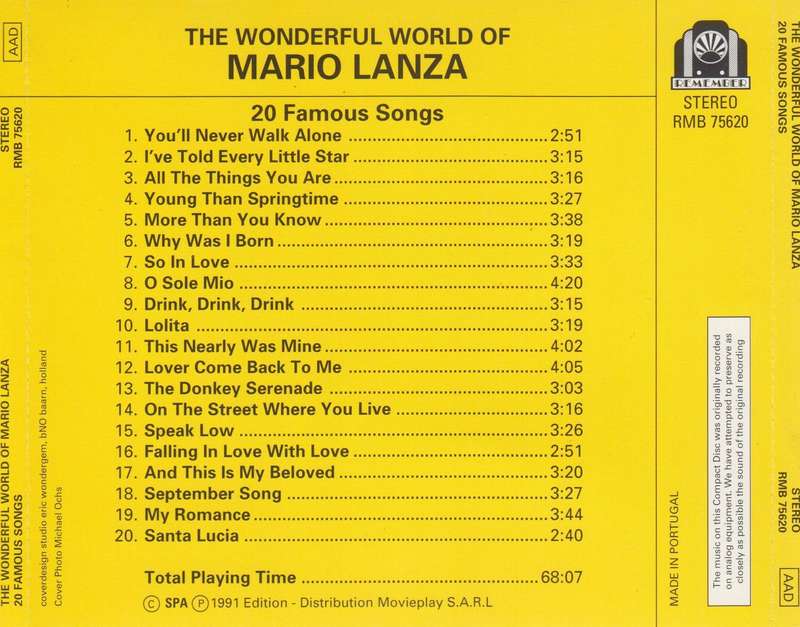 AAD
STEREO
RMB 75620
THE WONDERFUL WORLD OF MARIO LANZA
20 FAMOUS SONGS
coverdesign studio eric wondergem, bNO baarn, holland
Cover Photo Michael Ochs
THE WONDERFUL WORLD OF
MARIO LANZA
20 Famous Songs
1. You'll Never Walk Alone 2:51
2. I've Told Every Little Star 3:15
3. All The Things You Are 3:16
4. Young Than Springtime 3:27
5. More Than You Know 3:38
6. Why Was I Born 3:19
7. So In Love 3:33
8. O Sole Mio 4:20
9. Drink, Drink, Drink 3:15
10. Lolita 3:19
11. This Nearly Was Mine 4:02
12. Lover Come Back To Me 4:05
13. The Donkey Serenade 3:03
14. On The Street Where You Live 3:16
15. Speak Low 3:26
16. Falling In Love With Love 2:51
17. And This Is My Beloved 3:20
18. September Song 3:27
19. My Romance 3:44
20. Santa Lucia 2:40
Total Playing Time 68:07
Ⓒ SPA Ⓟ 1991 Edition - Distribution Movieplay S.A.R.L
REMEMBER
STEREO
RMB 75620
MADE IN PORTUGAL
The music on this Compact Disc was originally recorded
on analog equipment. We have attempted to preserve as
closely as possible the sound of the original recording
THE WONDERFUL WORLD OF MARIO LANZA
20 FAMOUS SONGS
STEREO
RMB 75620
AAD